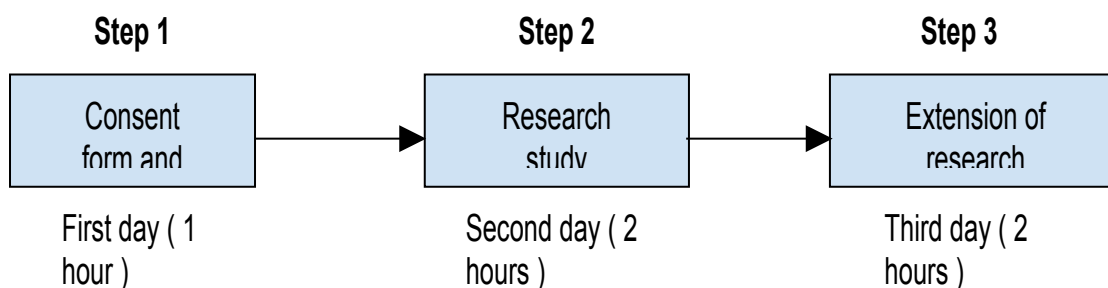 Step 1
Step 2
Step 3
Consent
form and
Research
study
Extension of
research
First day ( 1
hour )
Second day ( 2
hours )
Third day ( 2
hours )